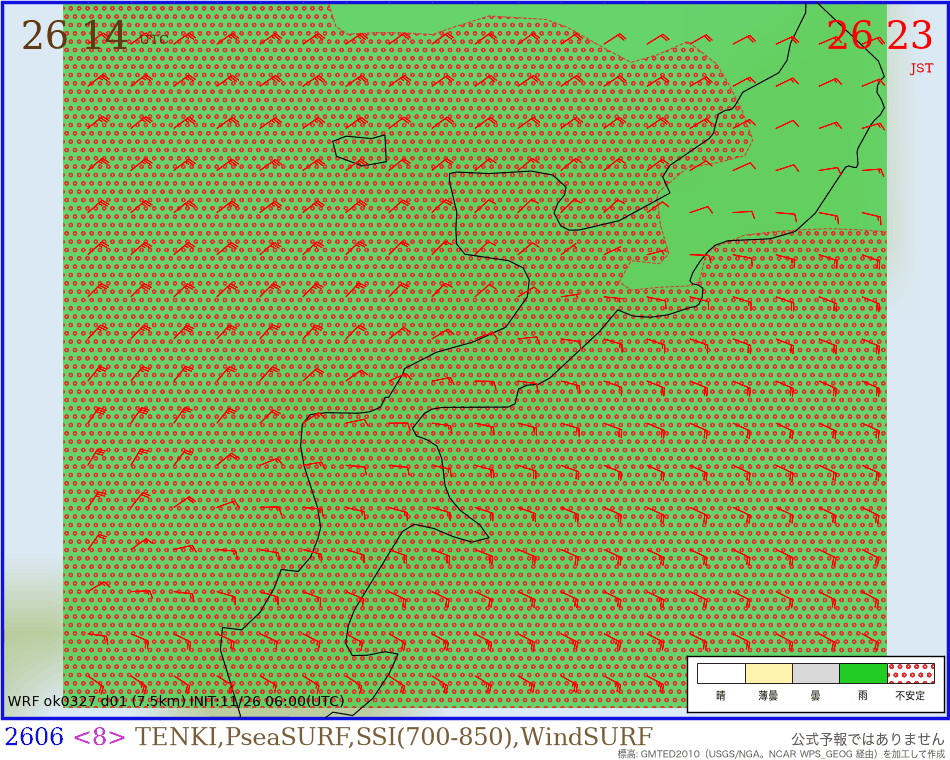 26 14 UTC
26 23
JST
晴 薄曇 曇 雨 不安定
WRF ok0327 d01 (7.5km) INIT:11/26 06:00(UTC)
2606 <8> TENKI,PseaSURF,SSI(700-850),WindSURF
公式予報ではありません
標高: GMTED2010（USGS/NGA。NCAR WPS_GEOG 経由）を加工して作成